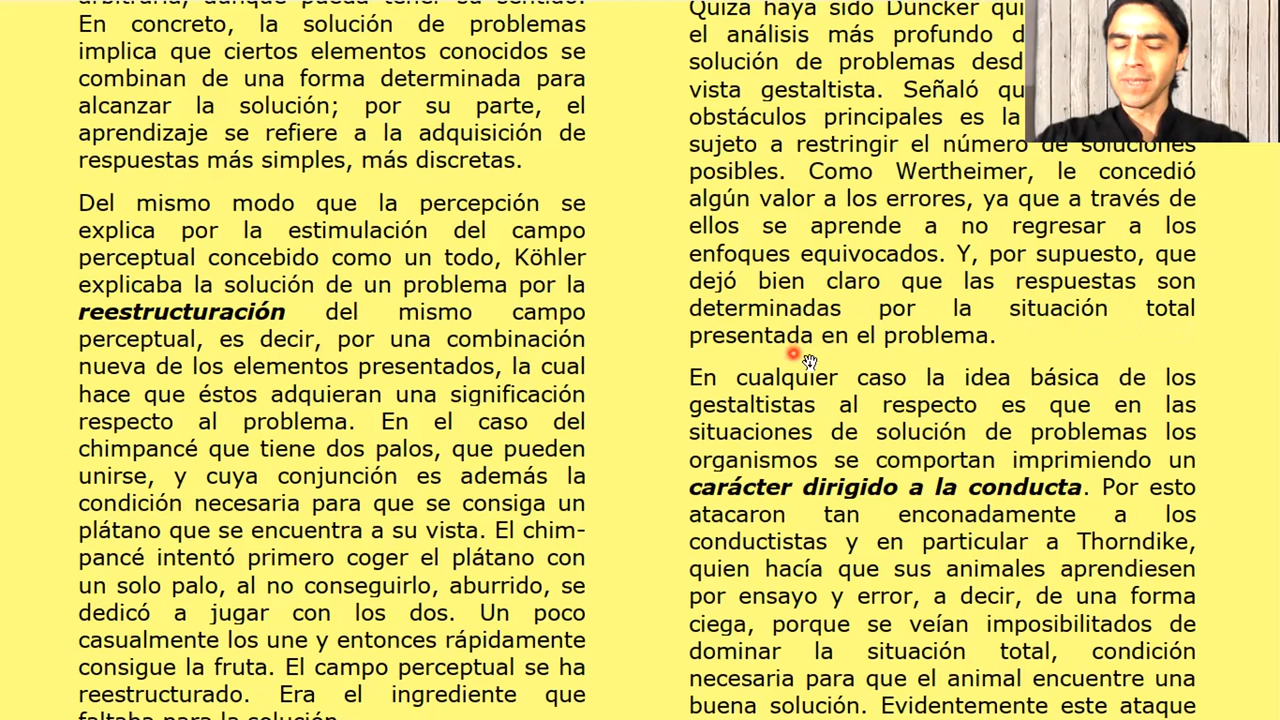 En concreto, la solución de problemas
implica que ciertos elementos conocidos se
combinan de una forma determinada para
alcanzar la solución; por su parte, el
aprendizaje se refiere a la adquisición de
respuestas más simples, más discretas.
Del mismo modo que la percepción se
explica por la estimulación del campo
perceptual concebido como un todo, Köhler
explicaba la solución de un problema por la
reestructuración del mismo campo
perceptual, es decir, por una combinación
nueva de los elementos presentados, la cual
hace que éstos adquieran una significación
respecto al problema. En el caso del
chimpancé que tiene dos palos, que pueden
unirse, y cuya conjunción es además la
condición necesaria para que se consiga un
plátano que se encuentra a su vista. El chim-
pancé intentó primero coger el plátano con
un solo palo, al no conseguirlo, aburrido, se
dedicó a jugar con los dos. Un poco
casualmente los une y entonces rápidamente
consigue la fruta. El campo perceptual se ha
reestructurado. Era el ingrediente que
faltaba para la solución.
Quizá haya sido Duncker qui
el análisis más profundo d
solución de problemas desd
vista gestaltista. Señaló qu
obstáculos principales es la
sujeto a restringir el número de soluciones
posibles. Como Wertheimer, le concedió
algún valor a los errores, ya que a través de
ellos se aprende a no regresar a los
enfoques equivocados. Y, por supuesto, que
dejó bien claro que las respuestas son
determinadas por la situación total
presentada en el problema.
En cualquier caso la idea básica de los
gestaltistas al respecto es que en las
situaciones de solución de problemas los
organismos se comportan imprimiendo un
carácter dirigido a la conducta. Por esto
atacaron tan enconadamente a los
conductistas y en particular a Thorndike,
quien hacía que sus animales aprendiesen
por ensayo y error, a decir, de una forma
ciega, porque se veían imposibilitados de
dominar la situación total, condición
necesaria para que el animal encuentre una
buena solución. Evidentemente este ataque